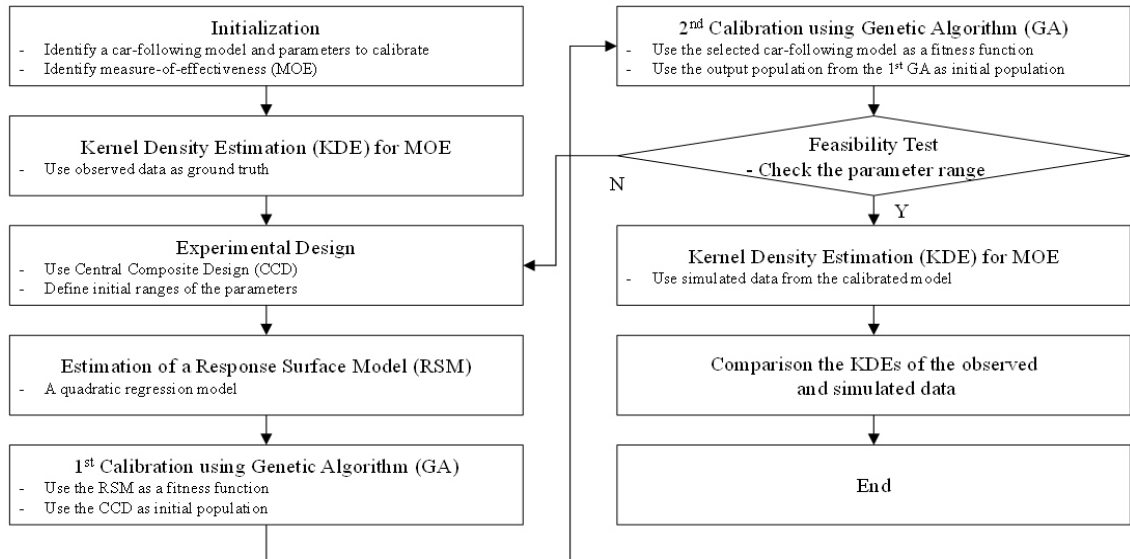 Initialization
- Identify a car-following model and parameters to calibrate
- Identify measure-of-effectiveness (MOE)
Kernel Density Estimation (KDE) for MOE
- Use observed data as ground truth
Experimental Design
- Use Central Composite Design (CCD)
- Define initial ranges of the parameters
Estimation of a Response Surface Model (RSM)
- A quadratic regression model
1st Calibration using Genetic Algorithm (GA)
- Use the RSM as a fitness function
- Use the CCD as initial population
2nd Calibration using Genetic Algorithm (GA)
- Use the selected car-following model as a fitness function
- Use the output population from the 1st GA as initial population
Feasibility Test
- Check the parameter range
N
Y
Kernel Density Estimation (KDE) for MOE
- Use simulated data from the calibrated model
Comparison the KDEs of the observed
and simulated data
End